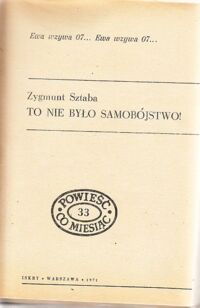 Ewa wzywa 07... Ewa wzywa 07...
Zygmunt Sztaba
TO NIE BYŁO SAMOBÓJSTWO!
POWIEŚĆ
33
CO MIESIĄC
ISKRY • WARSZAWA • 1971